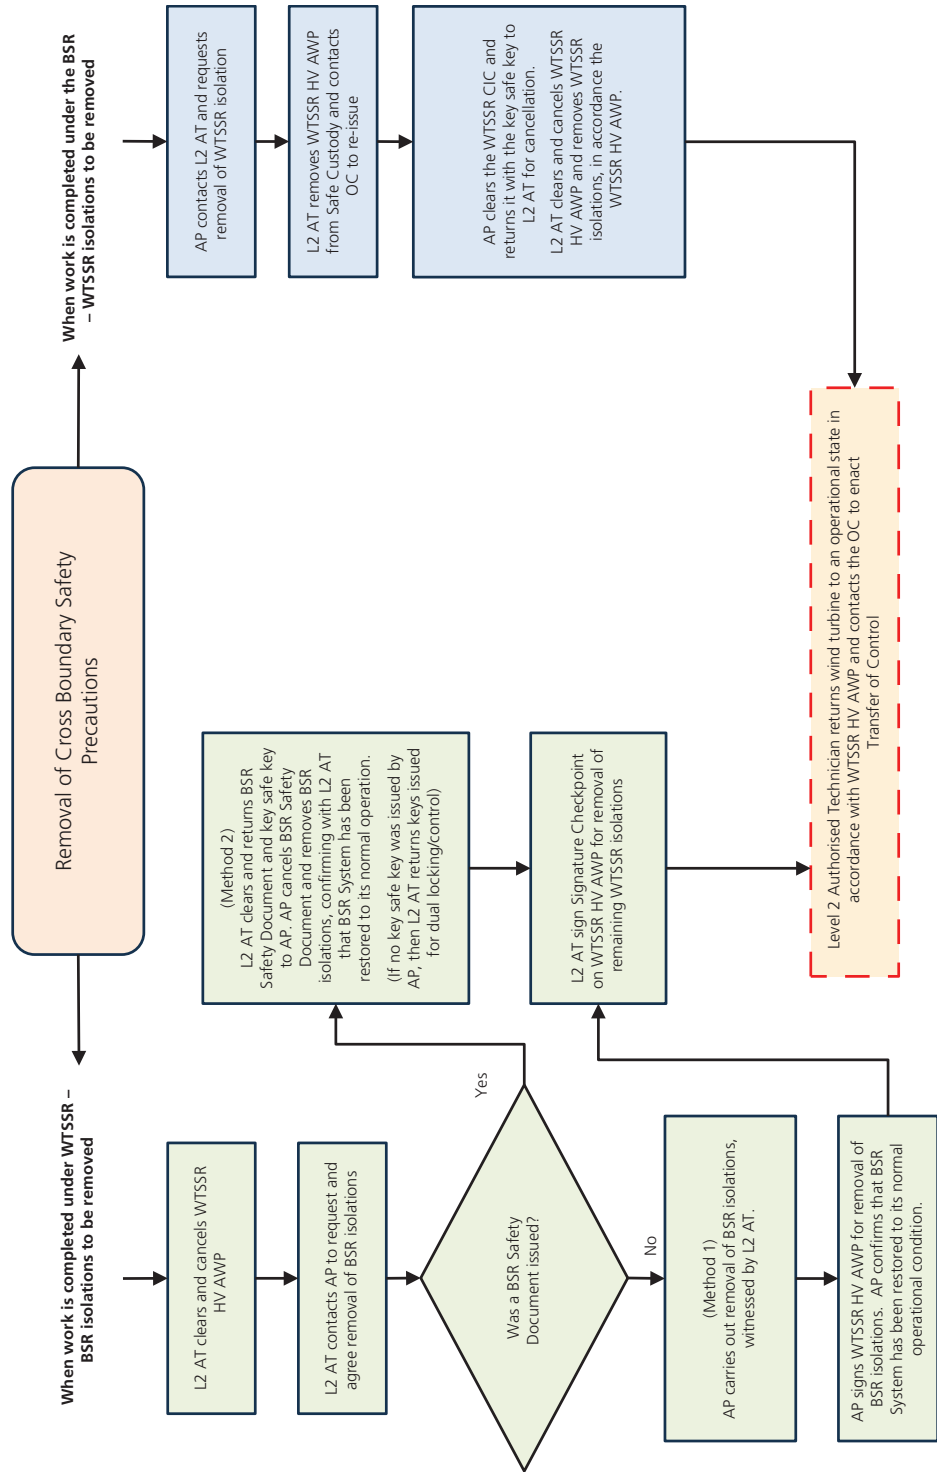 Removal of Cross Boundary Safety
Precautions
When work is completed under WTSSR –
BSR isolations to be removed
L2 AT clears and cancels WTSSR
HV AWP
L2 AT contacts AP to request and
agree removal of BSR isolations
Was a BSR Safety
Document issued?
Yes
No
(Method 1)
AP carries out removal of BSR isolations,
witnessed by L2 AT.
AP signs WTSSR HV AWP for removal of
BSR isolations.  AP confirms that BSR
System has been restored to its normal
operational condition.
(Method 2)
L2 AT clears and returns BSR
Safety Document and key safe key
to AP. AP cancels BSR Safety
Document and removes BSR
isolations, confirming with L2 AT
that BSR System has been
restored to its normal operation.
(If no key safe key was issued by
AP, then L2 AT returns keys issued
for dual locking/control)
L2 AT sign Signature Checkpoint
on WTSSR HV AWP for removal of
remaining WTSSR isolations
When work is completed under the BSR
– WTSSR isolations to be removed
AP contacts L2 AT and requests
removal of WTSSR isolation
L2 AT removes WTSSR HV AWP
from Safe Custody and contacts
OC to re-issue
AP clears the WTSSR CIC and
returns it with the key safe key to
L2 AT for cancellation.
L2 AT clears and cancels WTSSR
HV AWP and removes WTSSR
isolations, in accordance the
WTSSR HV AWP.
Level 2 Authorised Technician returns wind turbine to an operational state in
accordance with WTSSR HV AWP and contacts the OC to enact
Transfer of Control